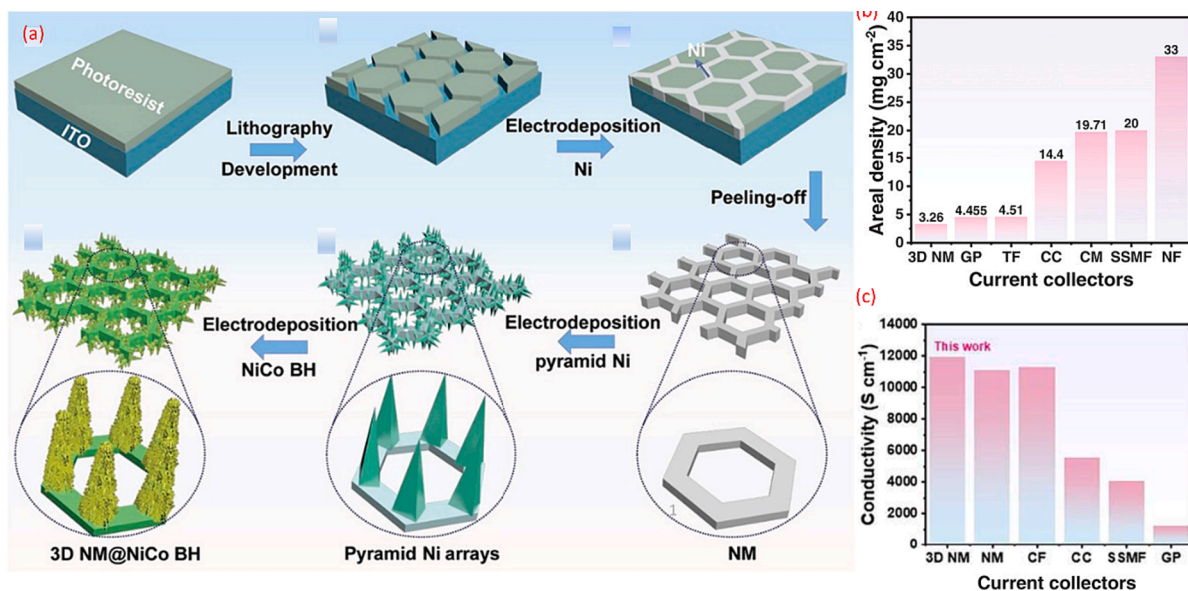 (a)
Photoresist
ITO
Lithography
Development
Ni
Electrodeposition
Ni
Peeling-off
Electrodeposition
pyramid Ni
Electrodeposition
NiCo BH
3D NM@NiCo BH
Pyramid Ni arrays
1
NM
(b)
Areal density (mg cm⁻²)
40
35
30
25
20
15
10
5
0
3.26
4.455
4.51
14.4
19.71
20
33
3D NM GP TF CC CM SSMF NF
Current collectors
(c)
Conductivity (S cm⁻¹)
14000
12000
10000
8000
6000
4000
2000
0
This work
3D NM NM CF CC SSMF GP
Current collectors